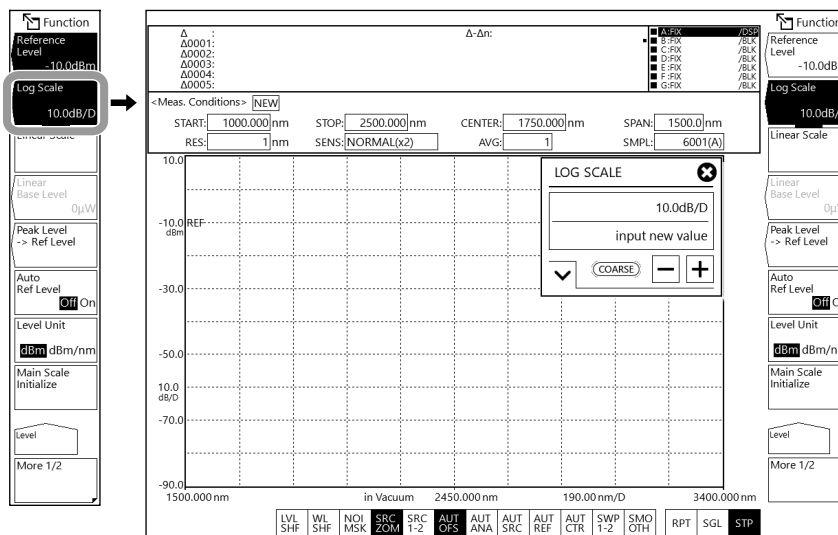 Function
Reference
Level
-10.0dBm
Log Scale
10.0dB/D
Linear Scale
Linear
Base Level
0µW
Peak Level
-> Ref Level
Auto
Ref Level
Off On
Level Unit
dBm dBm/nm
Main Scale
Initialize
Level
More 1/2
Δ :
Δ0001:
Δ0002:
Δ0003:
Δ0004:
Δ0005:
Δ-Δn:
A:FIX /DSP
B:FIX /BLK
C:FIX /BLK
D:FIX /BLK
E:FIX /BLK
F:FIX /BLK
G:FIX /BLK
<Meas. Conditions> NEW
START: 1000.000 nm STOP: 2500.000 nm CENTER: 1750.000 nm SPAN: 1500.0 nm
RES: 1 nm SENS: NORMAL(x2) AVG: 1 SMPL: 6001(A)
10.0
-10.0 REF
dBm
-30.0
-50.0
10.0
dB/D
-70.0
-90.0
1500.000 nm in Vacuum 2450.000 nm 190.00 nm/D 3400.000 nm
LOG SCALE
10.0dB/D
input new value
COARSE
LVL SHF WL SHF NOI MSK SRC ZOM SRC 1-2 AUT OFS AUT ANA AUT SRC AUT REF AUT CTR SWP 1-2 SMO OTH RPT SGL STP
Function
Reference
Level
-10.0dB
Log Scale
10.0dB/
Linear Scale
Linear
Base Level
0µ
Peak Level
-> Ref Level
Auto
Ref Level
Off O
Level Unit
dBm dBm/n
Main Scale
Initialize
Level
More 1/2